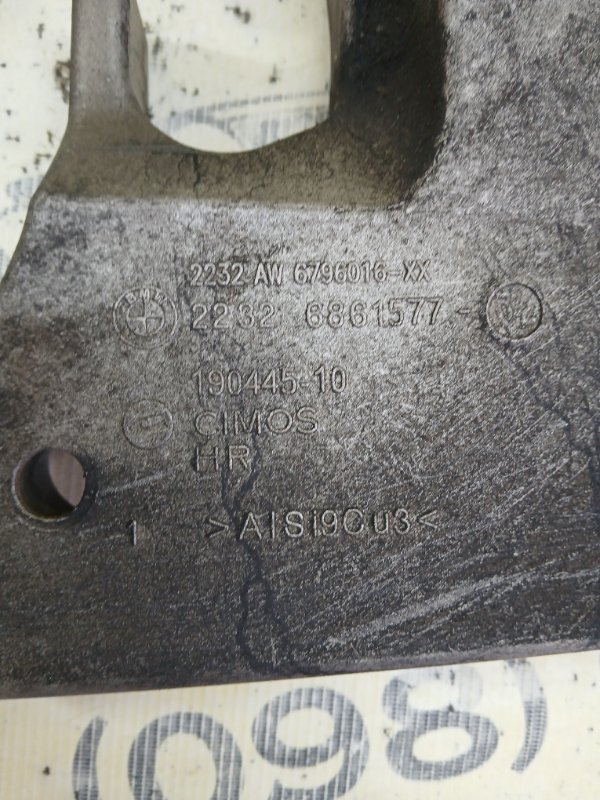 2232 AW 6796016-XX
2232 6861577-
190445-10
CIMOS
HR
1 >AlSi9Cu3<
(098)